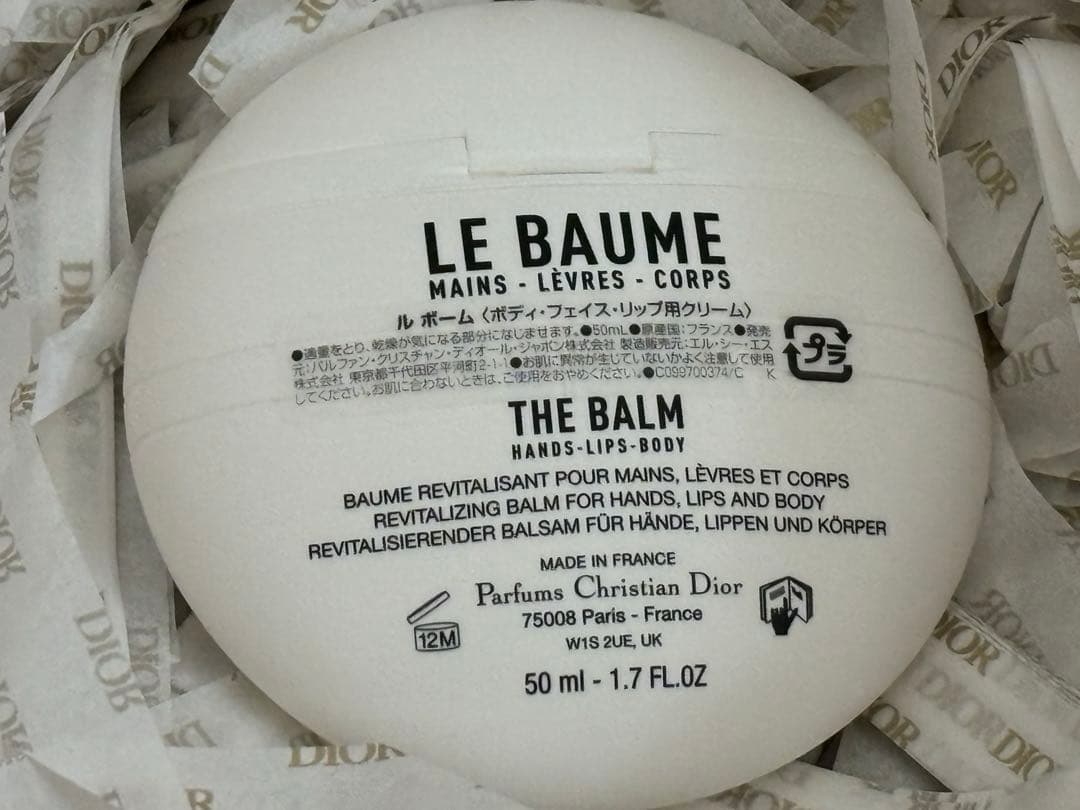 LE BAUME
MAINS - LÈVRES - CORPS
ル ボーム〈ボディ・フェイス・リップ用クリーム〉
●適量をとり、乾燥が気になる部分になじませます。●50mL●原産国：フランス●発売
元：パルファン・クリスチャン・ディオール・ジャポン株式会社 製造販売元：エル・シー・エス
株式会社 東京都千代田区平河町2-1-1●お肌に異常が生じていないかよく注意して使用
してください。お肌に合わないときは、ご使用をおやめください。●C099700374/C K
プラ
THE BALM
HANDS-LIPS-BODY
BAUME REVITALISANT POUR MAINS, LÈVRES ET CORPS
REVITALIZING BALM FOR HANDS, LIPS AND BODY
REVITALISIERENDER BALSAM FÜR HÄNDE, LIPPEN UND KÖRPER
MADE IN FRANCE
Parfums Christian Dior
75008 Paris - France
W1S 2UE, UK
12M
50 ml - 1.7 FL.OZ
DIOR
DIOR
DIOR
DIOR
DIOR
DIOR
DIOR